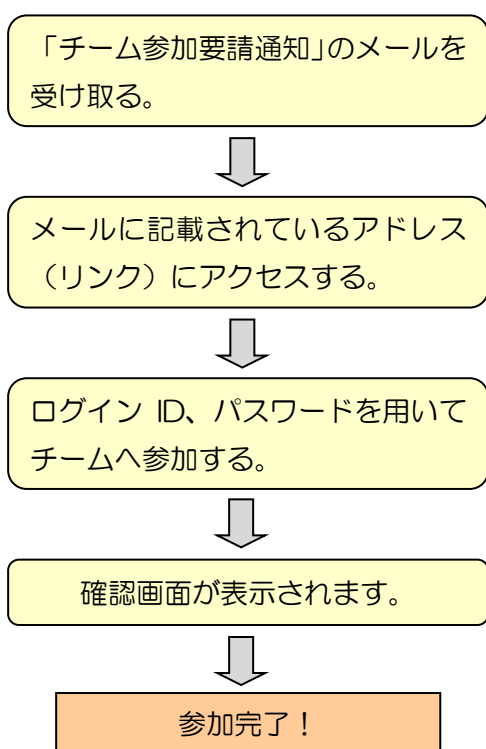 「チーム参加要請通知」のメールを
受け取る。
メールに記載されているアドレス
（リンク）にアクセスする。
ログイン ID、パスワードを用いて
チームへ参加する。
確認画面が表示されます。
参加完了！